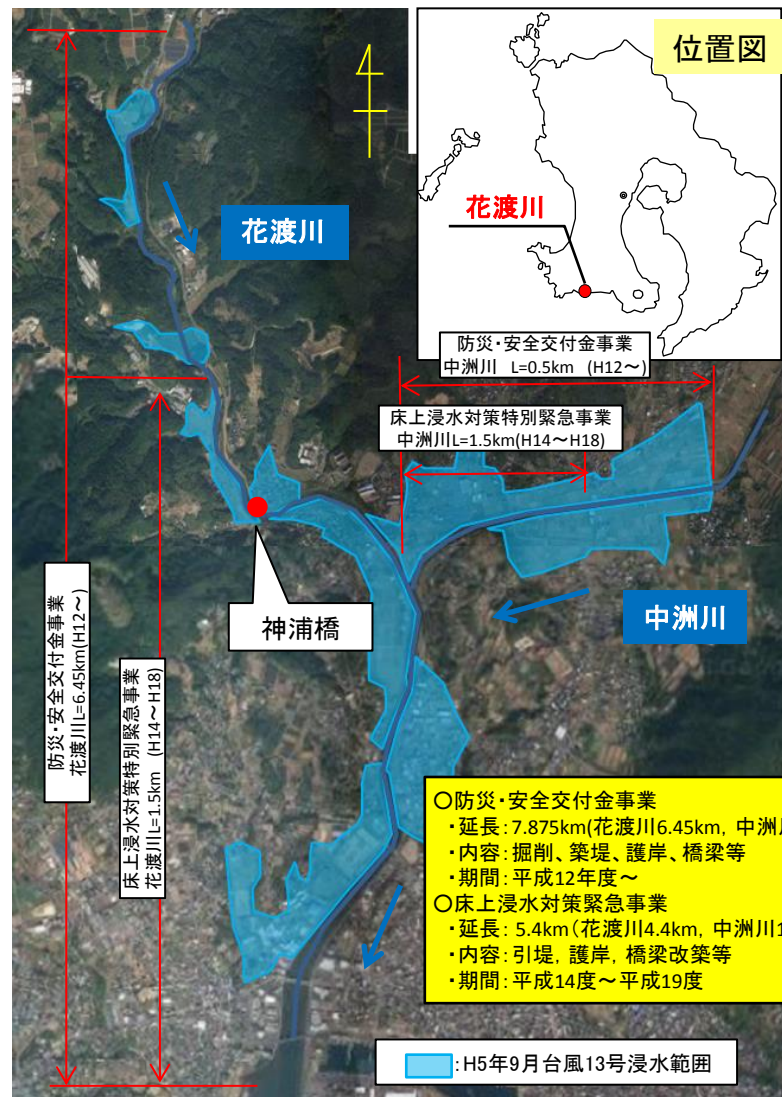 位置図
花渡川
花渡川
防災・安全交付金事業
中洲川 L=0.5km (H12～)
床上浸水対策特別緊急事業
中洲川L=1.5km(H14～H18)
神浦橋
中洲川
防災・安全交付金事業
花渡川L=6.45km(H12～)
床上浸水対策特別緊急事業
花渡川L=1.5km (H14～H18)
○防災・安全交付金事業
・延長：7.875km(花渡川6.45km, 中洲
・内容：掘削、築堤、護岸、橋梁等
・期間：平成12年度～
○床上浸水対策緊急事業
・延長： 5.4km（花渡川4.4km, 中洲川1
・内容：引堤, 護岸, 橋梁改築等
・期間：平成14度～平成19度
：H5年9月台風13号浸水範囲